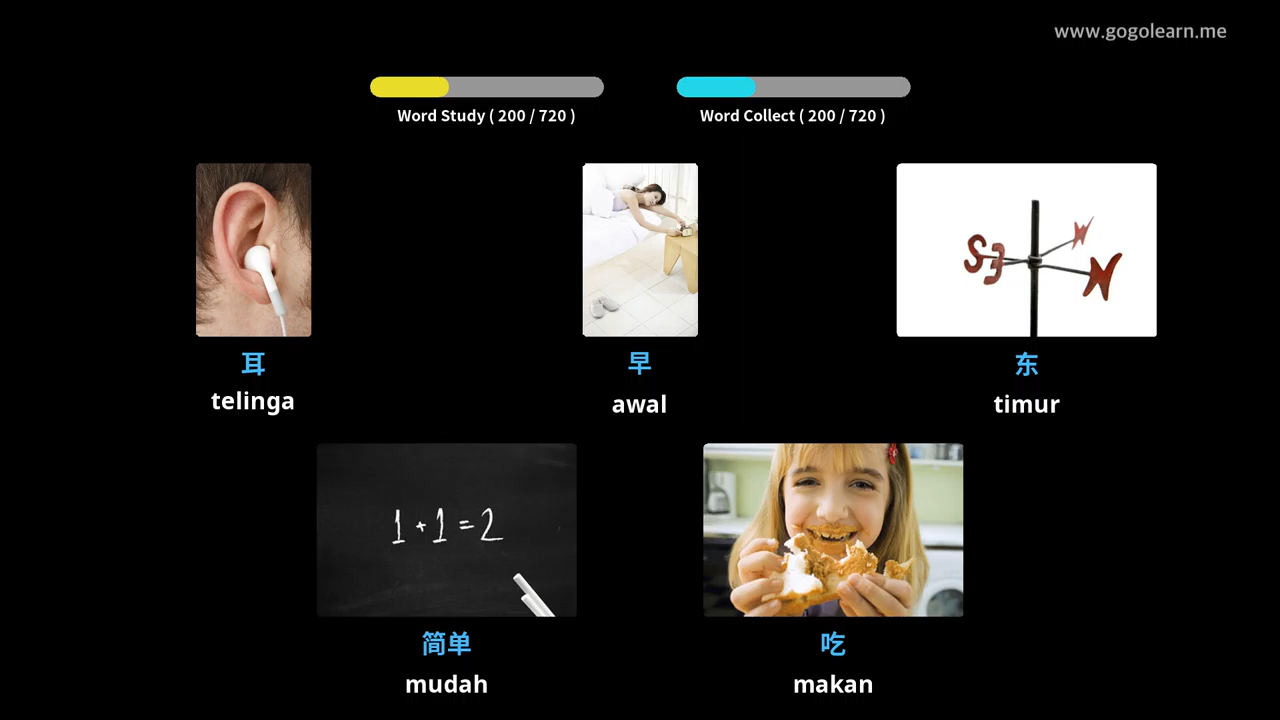 www.gogolearn.me
Word Study ( 200 / 720 )
Word Collect ( 200 / 720 )
S
E
N
耳
早
东
telinga
awal
timur
1+1=2
简单
吃
mudah
makan